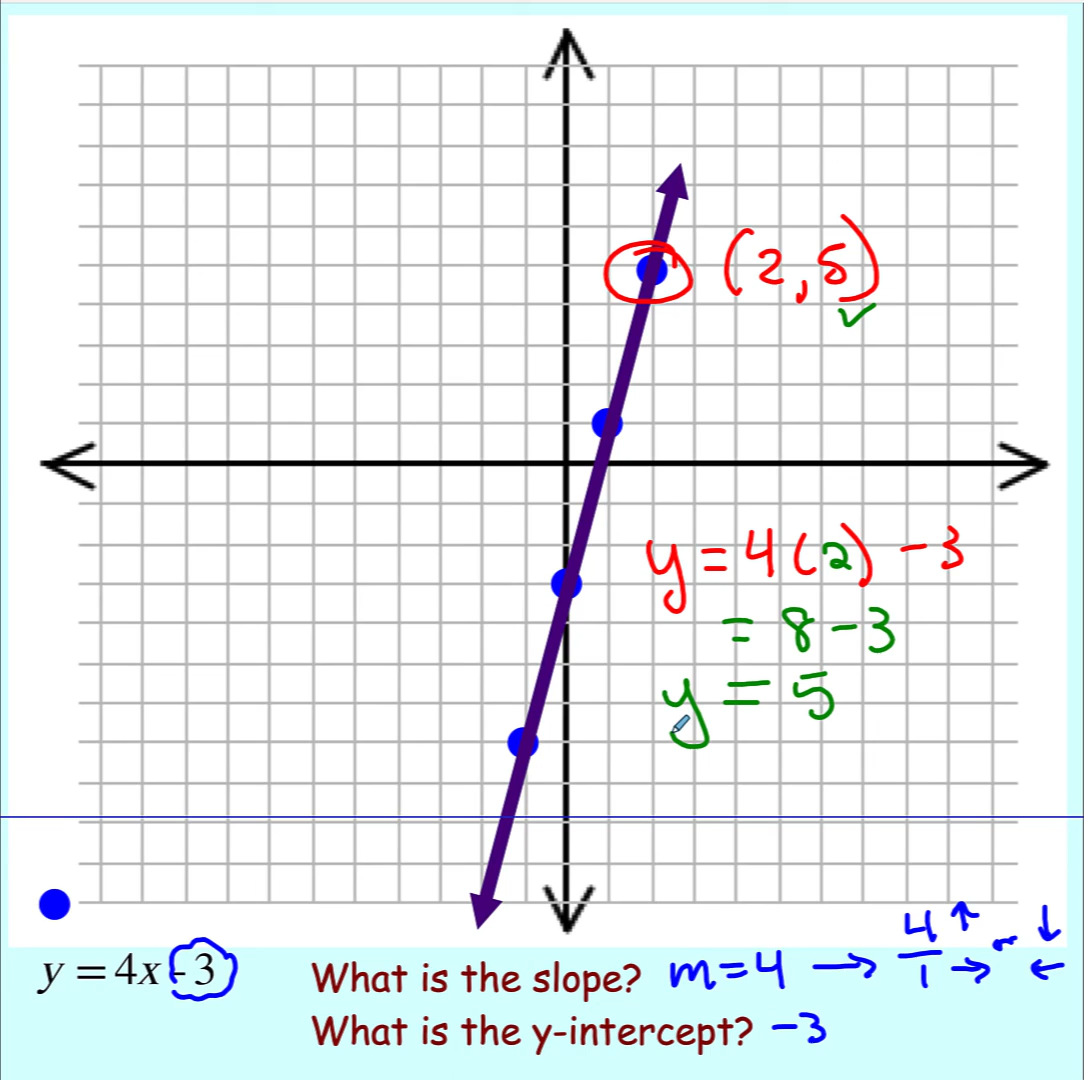 (2, 5)
✓
y = 4(2) - 3
= 8 - 3
y = 5
y = 4x - 3
What is the slope? m = 4 → 4/1 ↑ → or ↓ ←
What is the y-intercept? -3